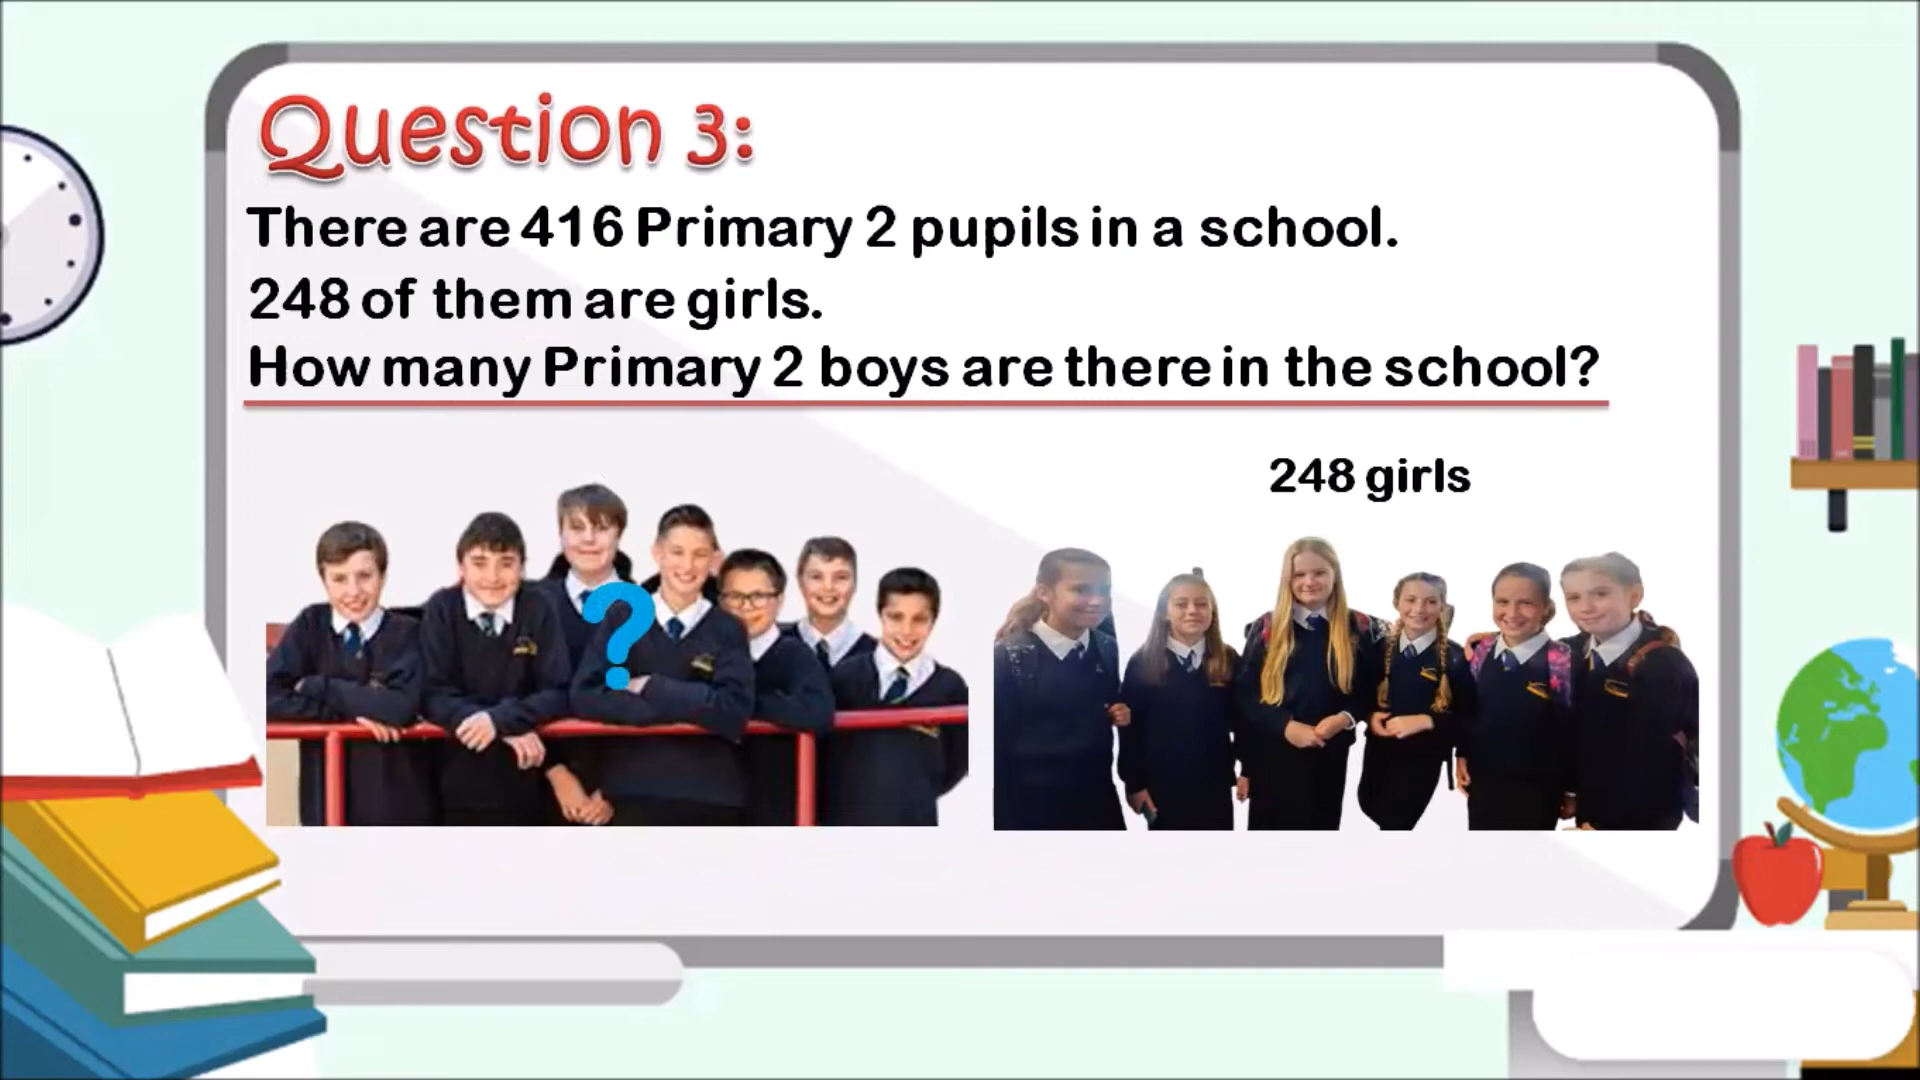 Question 3:
There are 416 Primary 2 pupils in a school.
248 of them are girls.
How many Primary 2 boys are there in the school?
248 girls
?